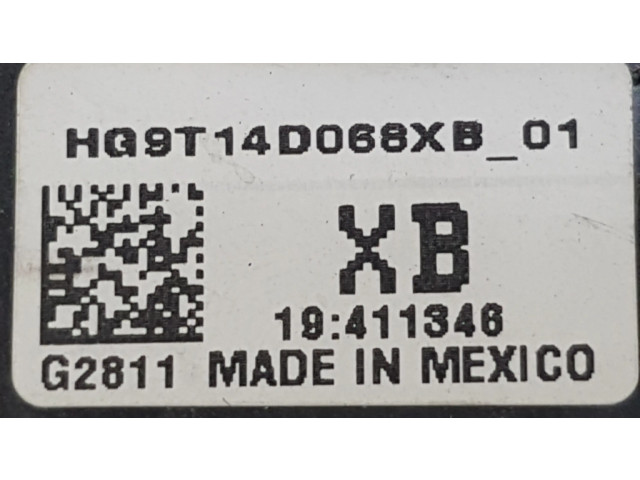 HG9T14D068XB_01
XB
19:411346
G2811 MADE IN MEXICO